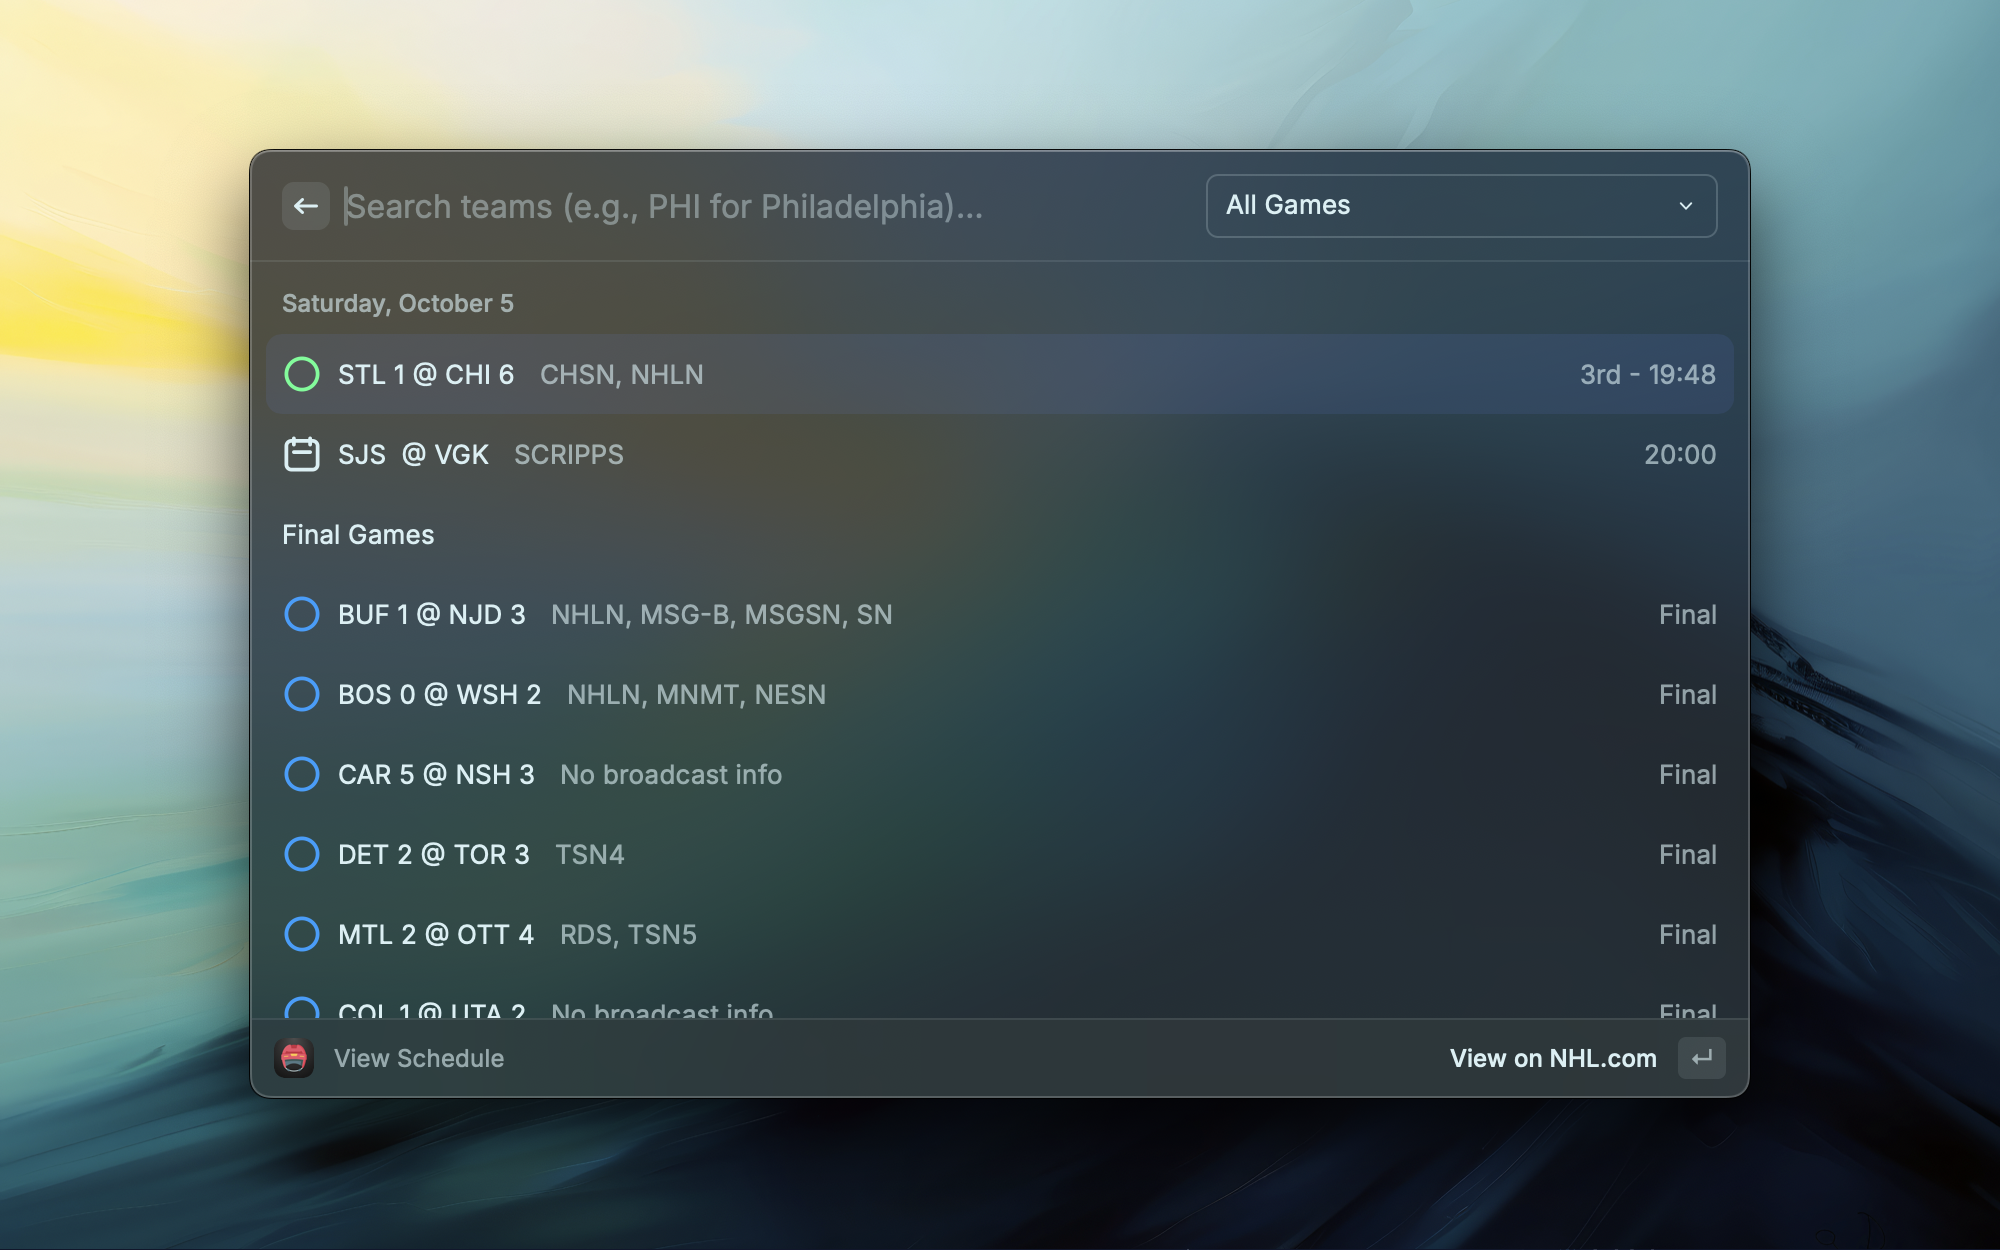 Search teams (e.g., PHI for Philadelphia)... All Games
Saturday, October 5
STL 1 @ CHI 6 CHSN, NHLN 3rd - 19:48
SJS @ VGK SCRIPPS 20:00
Final Games
BUF 1 @ NJD 3 NHLN, MSG-B, MSGSN, SN Final
BOS 0 @ WSH 2 NHLN, MNMT, NESN Final
CAR 5 @ NSH 3 No broadcast info Final
DET 2 @ TOR 3 TSN4 Final
MTL 2 @ OTT 4 RDS, TSN5 Final
COL 1 @ UTA 2 No broadcast info Final
View Schedule View on NHL.com